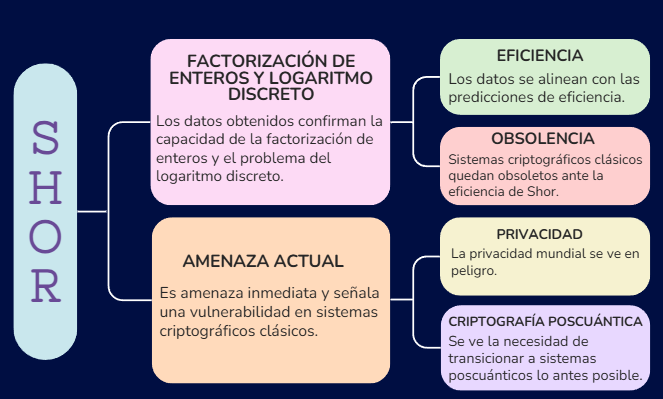 SHOR
FACTORIZACIÓN DE
ENTEROS Y LOGARITMO
DISCRETO
Los datos obtenidos confirman la
capacidad de la factorización de
enteros y el problema del
logaritmo discreto.
EFICIENCIA
Los datos se alinean con las
predicciones de eficiencia.
OBSOLENCIA
Sistemas criptográficos clásicos
quedan obsoletos ante la
eficiencia de Shor.
AMENAZA ACTUAL
Es amenaza inmediata y señala
una vulnerabilidad en sistemas
criptográficos clásicos.
PRIVACIDAD
La privacidad mundial se ve en
peligro.
CRIPTOGRAFÍA POSCUÁNTICA
Se ve la necesidad de
transicionar a sistemas
poscuánticos lo antes posible.